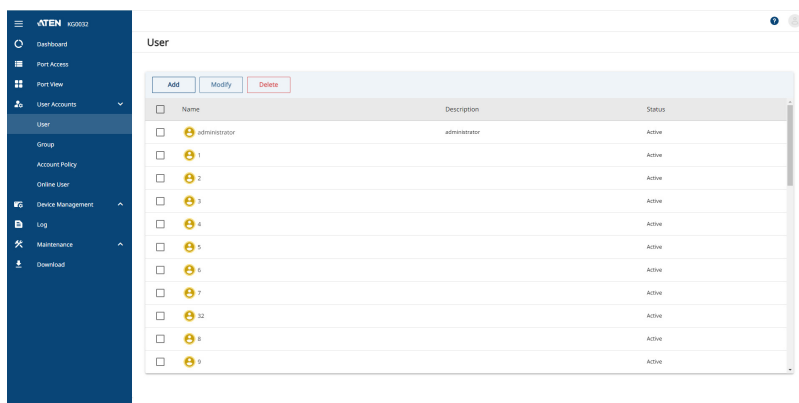 ATEN KG0032
Dashboard
Port Access
Port View
User Accounts
User
Group
Account Policy
Online User
Device Management
Log
Maintenance
Download
?
User
Add Modify Delete
Name Description Status
administrator administrator Active
1 Active
2 Active
3 Active
4 Active
5 Active
6 Active
7 Active
32 Active
8 Active
9 Active